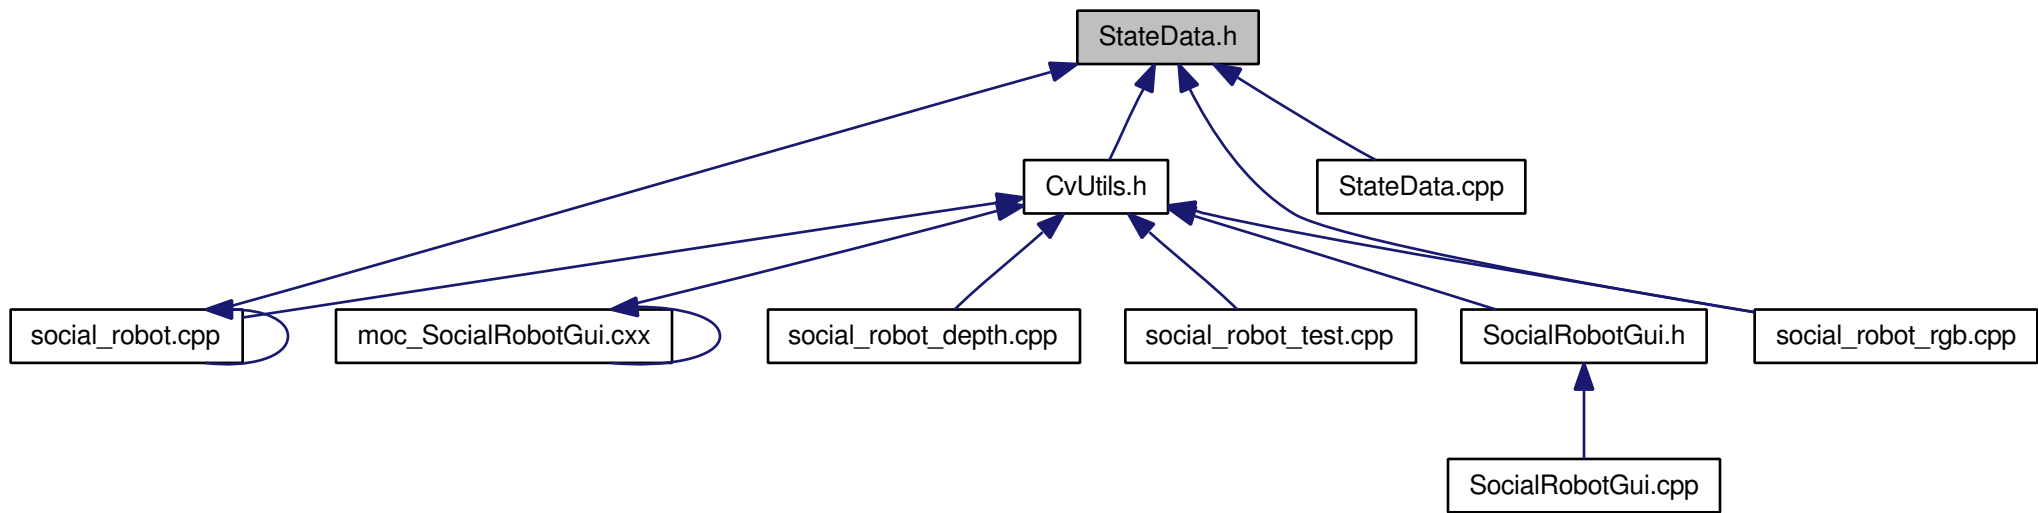 StateData.h
CvUtils.h
StateData.cpp
social_robot.cpp
moc_SocialRobotGui.cxx
social_robot_depth.cpp
social_robot_test.cpp
SocialRobotGui.h
social_robot_rgb.cpp
SocialRobotGui.cpp